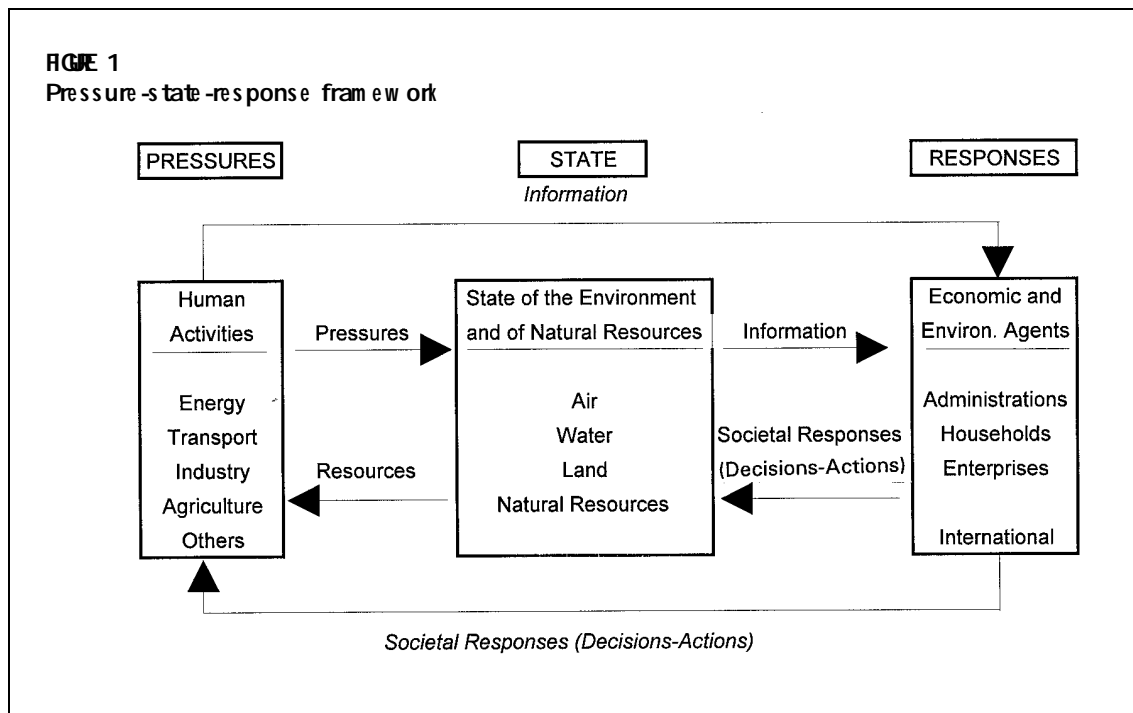 FIGURE 1
Pressure-state-response framework
PRESSURES
STATE
RESPONSES
Information
Human
Activities
Energy
Transport
Industry
Agriculture
Others
Pressures
Resources
State of the Environment
and of Natural Resources
Air
Water
Land
Natural Resources
Information
Societal Responses
(Decisions-Actions)
Economic and
Environ. Agents
Administrations
Households
Enterprises
International
Societal Responses (Decisions-Actions)